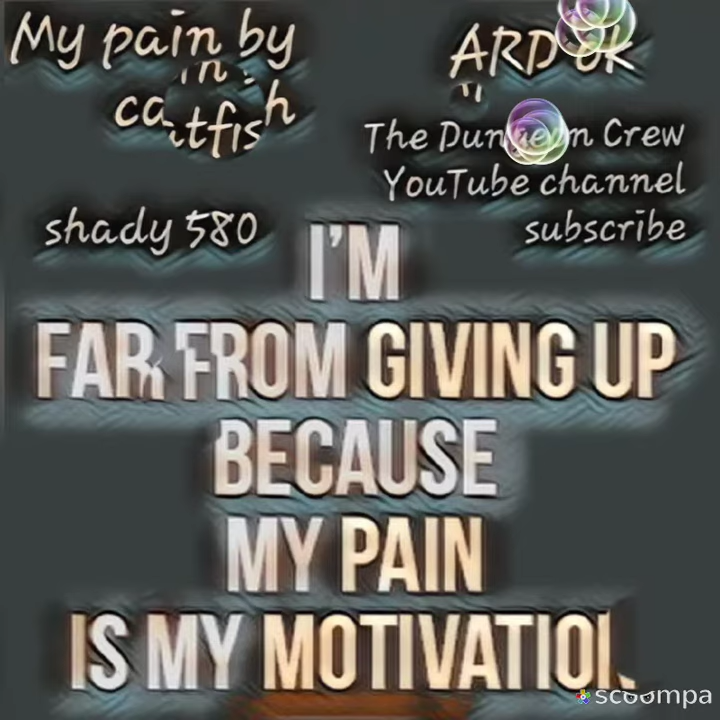 My pain by
catfish
shady 580
ARD
The Dungeon Crew
YouTube channel
subscribe
I'M
FAR FROM GIVING UP
BECAUSE
MY PAIN
IS MY MOTIVATION
scoompa